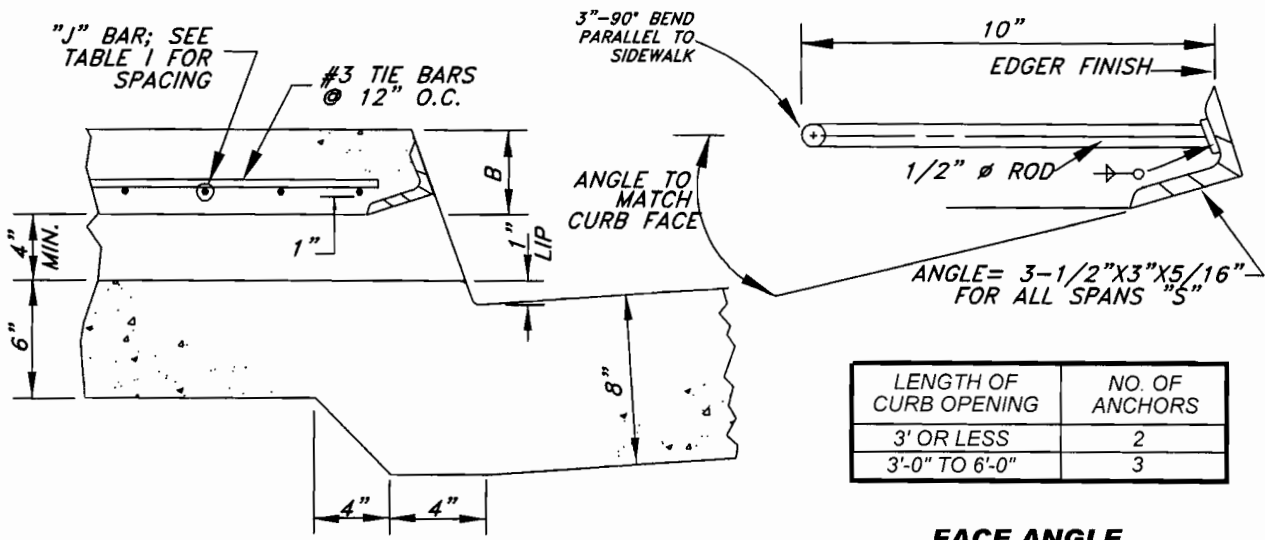 "J" BAR; SEE
TABLE 1 FOR
SPACING
#3 TIE BARS
@ 12" O.C.
B
4"
MIN.
1"
1"
LIP
6"
8"
4"
4"
3"-90° BEND
PARALLEL TO
SIDEWALK
10"
EDGER FINISH
1/2" ø ROD
ANGLE TO
MATCH
CURB FACE
ANGLE= 3-1/2"X3"X5/16"
FOR ALL SPANS "S"
LENGTH OF CURB OPENING
NO. OF ANCHORS
3' OR LESS 2
3'-0" TO 6'-0" 3
FACE ANGLE